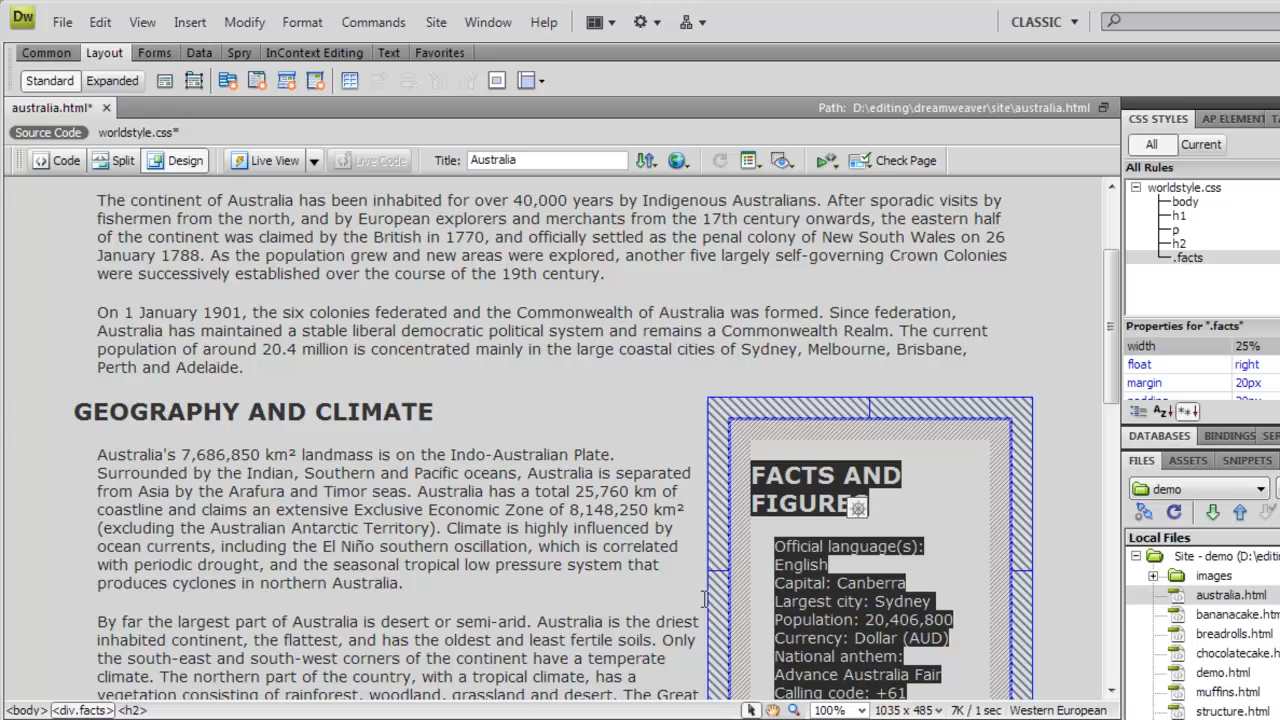 Dw File Edit View Insert Modify Format Commands Site Window Help CLASSIC
Common Layout Forms Data Spry InContext Editing Text Favorites
Standard Expanded
australia.html* Path: D:\editing\dreamweaver\site\australia.html
Source Code worldstyle.css*
Code Split Design Live View Live Code Title: Australia Check Page
The continent of Australia has been inhabited for over 40,000 years by Indigenous Australians. After sporadic visits by
fishermen from the north, and by European explorers and merchants from the 17th century onwards, the eastern half
of the continent was claimed by the British in 1770, and officially settled as the penal colony of New South Wales on 26
January 1788. As the population grew and new areas were explored, another five largely self-governing Crown Colonies
were successively established over the course of the 19th century.
On 1 January 1901, the six colonies federated and the Commonwealth of Australia was formed. Since federation,
Australia has maintained a stable liberal democratic political system and remains a Commonwealth Realm. The current
population of around 20.4 million is concentrated mainly in the large coastal cities of Sydney, Melbourne, Brisbane,
Perth and Adelaide.
GEOGRAPHY AND CLIMATE
Australia's 7,686,850 km² landmass is on the Indo-Australian Plate.
Surrounded by the Indian, Southern and Pacific oceans, Australia is separated
from Asia by the Arafura and Timor seas. Australia has a total 25,760 km of
coastline and claims an extensive Exclusive Economic Zone of 8,148,250 km²
(excluding the Australian Antarctic Territory). Climate is highly influenced by
ocean currents, including the El Niño southern oscillation, which is correlated
with periodic drought, and the seasonal tropical low pressure system that
produces cyclones in northern Australia.
By far the largest part of Australia is desert or semi-arid. Australia is the driest
inhabited continent, the flattest, and has the oldest and least fertile soils. Only
the south-east and south-west corners of the continent have a temperate
climate. The northern part of the country, with a tropical climate, has a
vegetation consisting of rainforest, woodland, grassland and desert. The Great
FACTS AND
FIGURES
Official language(s):
English
Capital: Canberra
Largest city: Sydney
Population: 20,406,800
Currency: Dollar (AUD)
National anthem:
Advance Australia Fair
Calling code: +61
<body> <div.facts> <h2> 100% 1035 x 485 7K / 1 sec Western European
CSS STYLES AP ELEMENT
All Current
All Rules
worldstyle.css
body
h1
p
h2
.facts
Properties for ".facts"
width 25%
float right
margin 20px
DATABASES BINDINGS SER
FILES ASSETS SNIPPETS
demo
Local Files
Site - demo (D:\edit
images
australia.html
bananacake.html
breadrolls.html
chocolatecake.h
demo.html
muffins.html
structure.html